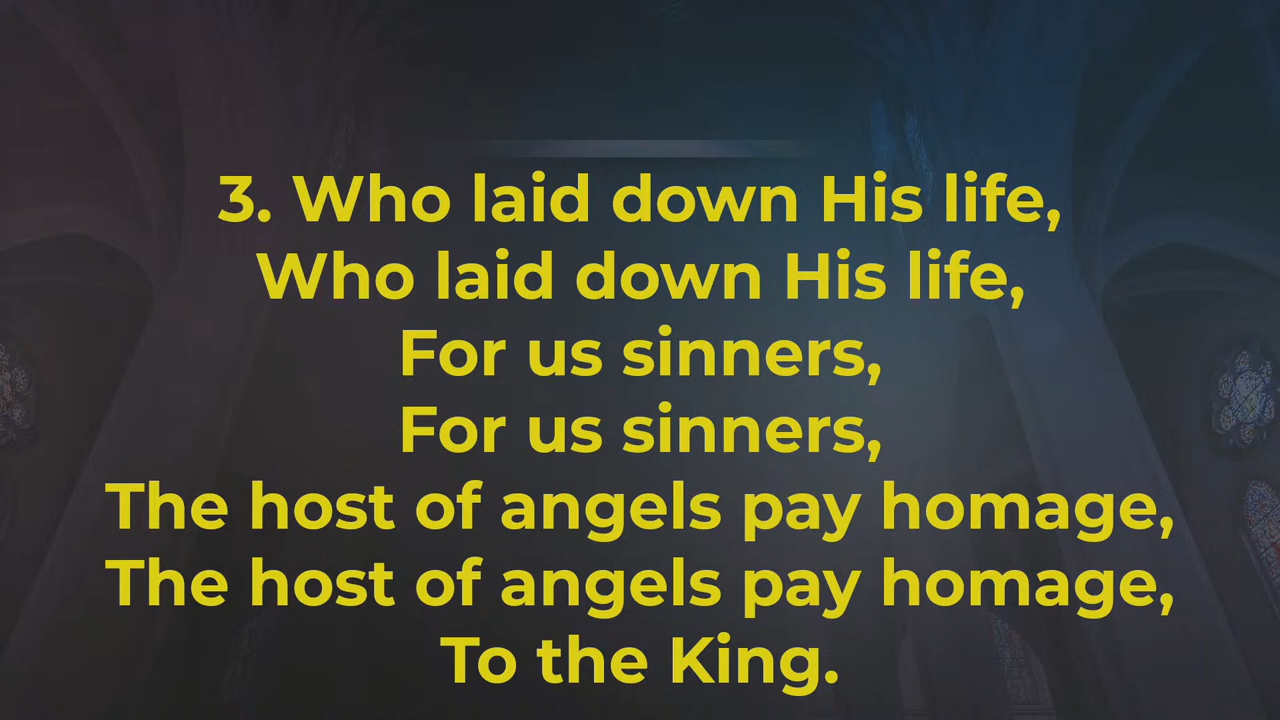 3. Who laid down His life,
Who laid down His life,
For us sinners,
For us sinners,
The host of angels pay homage,
The host of angels pay homage,
To the King.